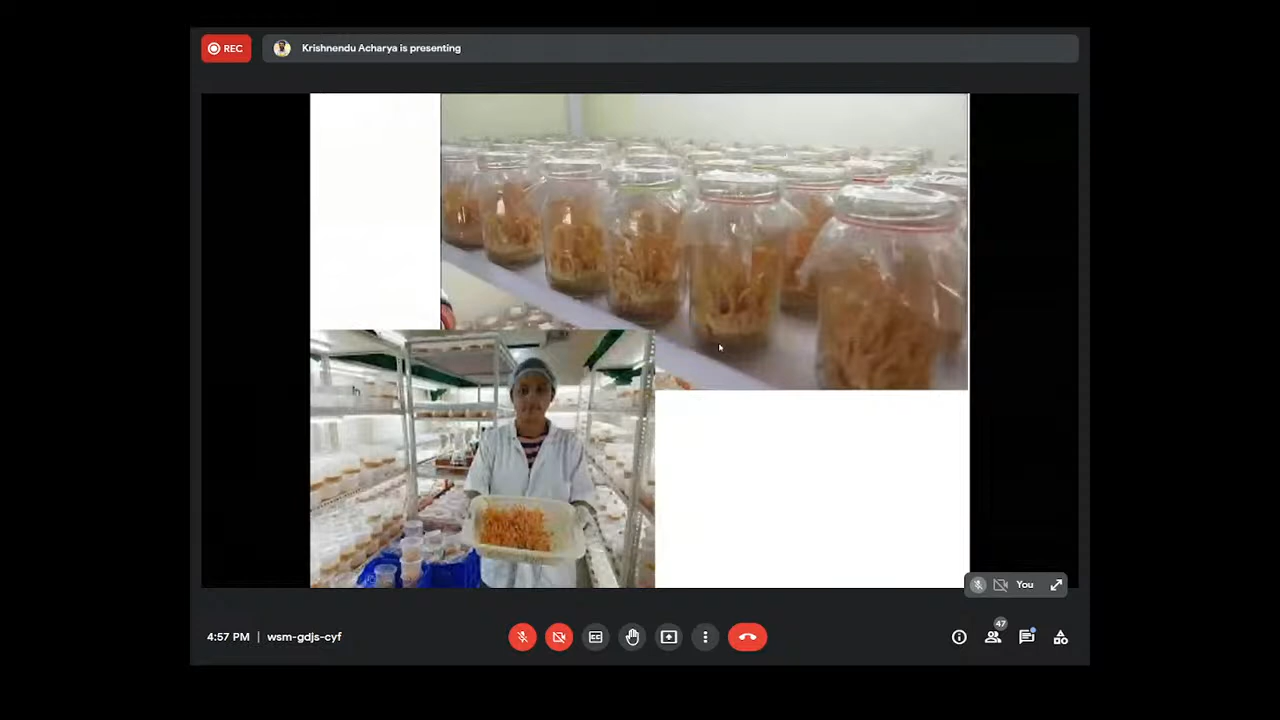 REC
Krishnendu Acharya is presenting
You
47
4:57 PM | wsm-gdjs-cyf